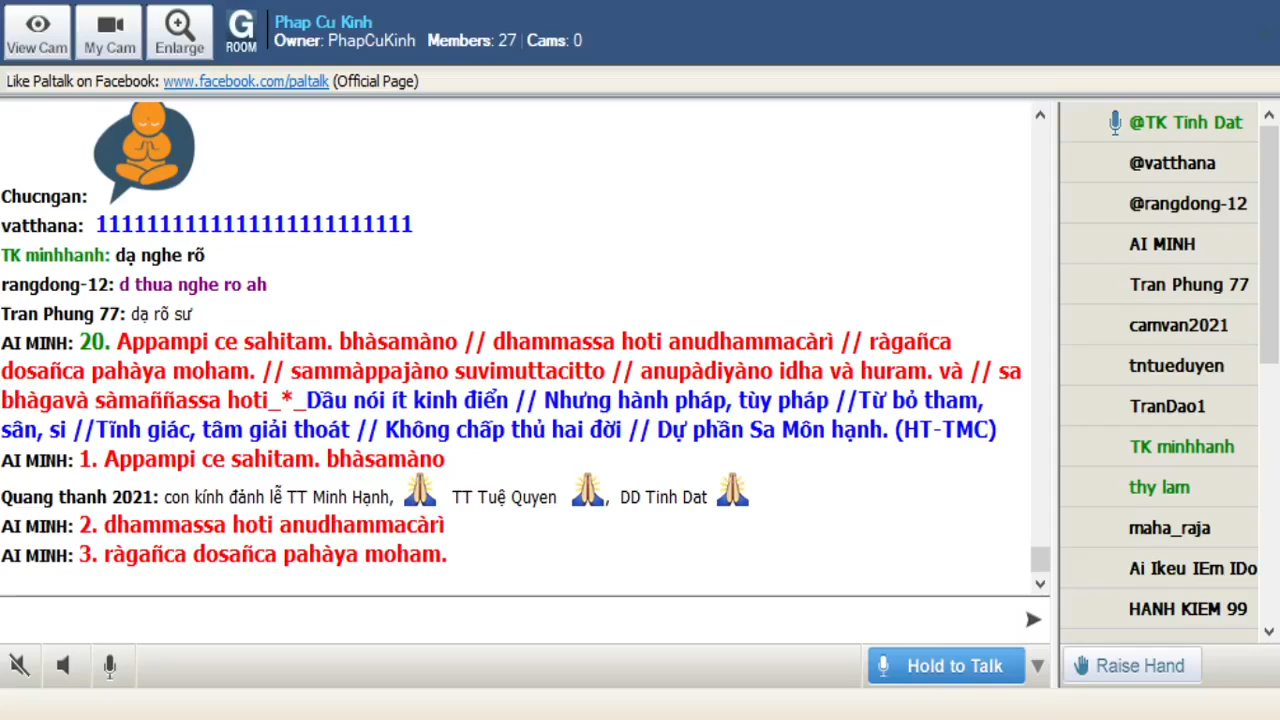 View Cam
My Cam
Enlarge
G
ROOM
Phap Cu Kinh
Owner: PhapCuKinh Members: 27 | Cams: 0
Like Paltalk on Facebook: www.facebook.com/paltalk (Official Page)
Chucngan:
vatthana: 1111111111111111111111111
TK minhhanh: dạ nghe rõ
rangdong-12: d thua nghe ro ah
Tran Phung 77: dạ rõ sư
AI MINH: 20. Appampi ce sahitam. bhàsamàno // dhammassa hoti anudhammacàrì // ràgañca
dosañca pahàya moham. // sammàppajàno suvimuttacitto // anupàdiyàno idha và huram. và // sa
bhàgavà sàmaññassa hoti_*_Dầu nói ít kinh điển // Nhưng hành pháp, tùy pháp //Từ bỏ tham,
sân, si //Tĩnh giác, tâm giải thoát // Không chấp thủ hai đời // Dự phần Sa Môn hạnh. (HT-TMC)
AI MINH: 1. Appampi ce sahitam. bhàsamàno
Quang thanh 2021: con kính đảnh lễ TT Minh Hạnh, TT Tuệ Quyen , DD Tinh Dat
AI MINH: 2. dhammassa hoti anudhammacàrì
AI MINH: 3. ràgañca dosañca pahàya moham.
@TK Tinh Dat
@vatthana
@rangdong-12
AI MINH
Tran Phung 77
camvan2021
tntueduyen
TranDao1
TK minhhanh
thy lam
maha_raja
Ai Ikeu IEm IDo
HANH KIEM 99
Hold to Talk
Raise Hand